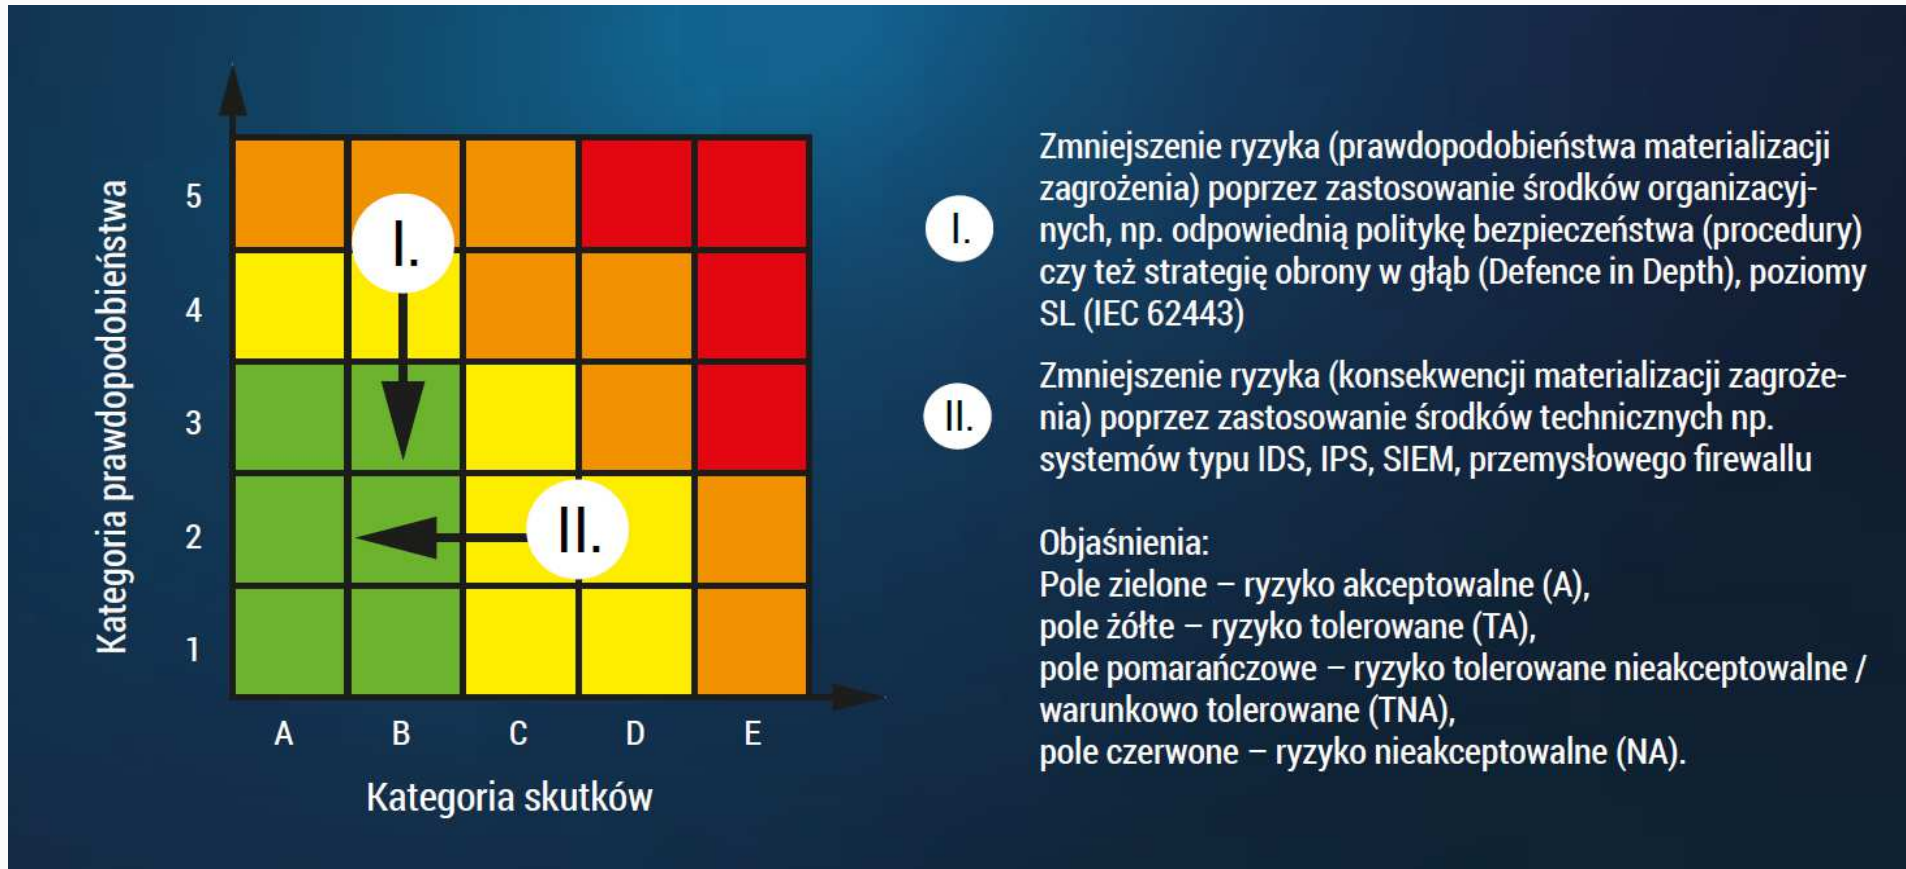 Kategoria prawdopodobieństwa
5
4
3
2
1
I.
II.
A B C D E
Kategoria skutków
I.
Zmniejszenie ryzyka (prawdopodobieństwa materializacji
zagrożenia) poprzez zastosowanie środków organizacyj-
nych, np. odpowiednią politykę bezpieczeństwa (procedury)
czy też strategię obrony w głąb (Defence in Depth), poziomy
SL (IEC 62443)
II.
Zmniejszenie ryzyka (konsekwencji materializacji zagroże-
nia) poprzez zastosowanie środków technicznych np.
systemów typu IDS, IPS, SIEM, przemysłowego firewallu
Objaśnienia:
Pole zielone – ryzyko akceptowalne (A),
pole żółte – ryzyko tolerowane (TA),
pole pomarańczowe – ryzyko tolerowane nieakceptowalne /
warunkowo tolerowane (TNA),
pole czerwone – ryzyko nieakceptowalne (NA).